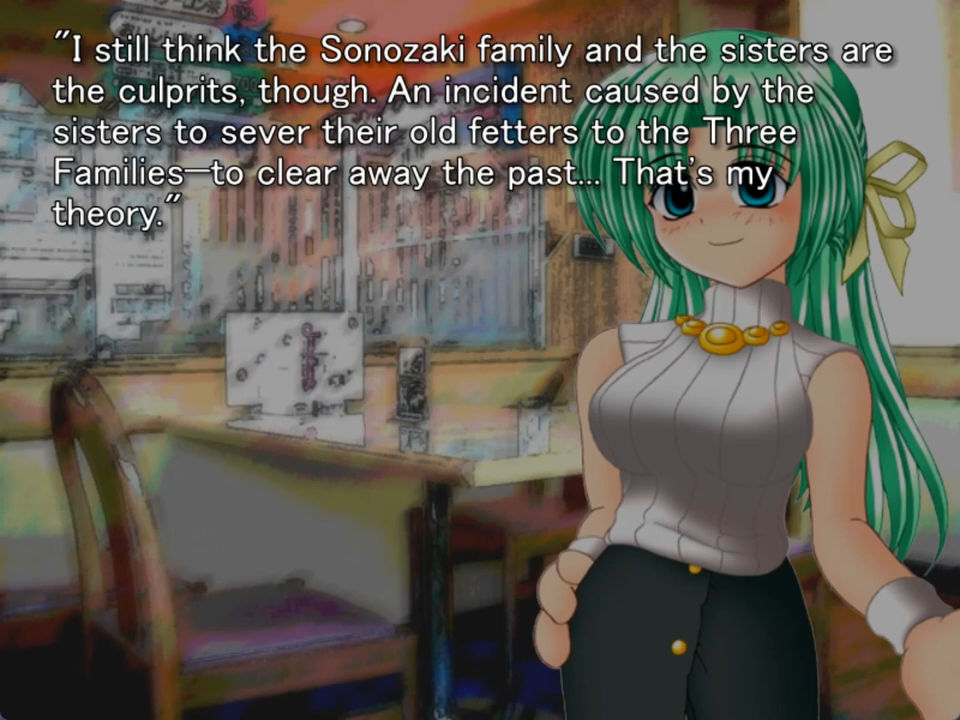 "I still think the Sonozaki family and the sisters are
the culprits, though. An incident caused by the
sisters to sever their old fetters to the Three
Families—to clear away the past... That's my
theory."